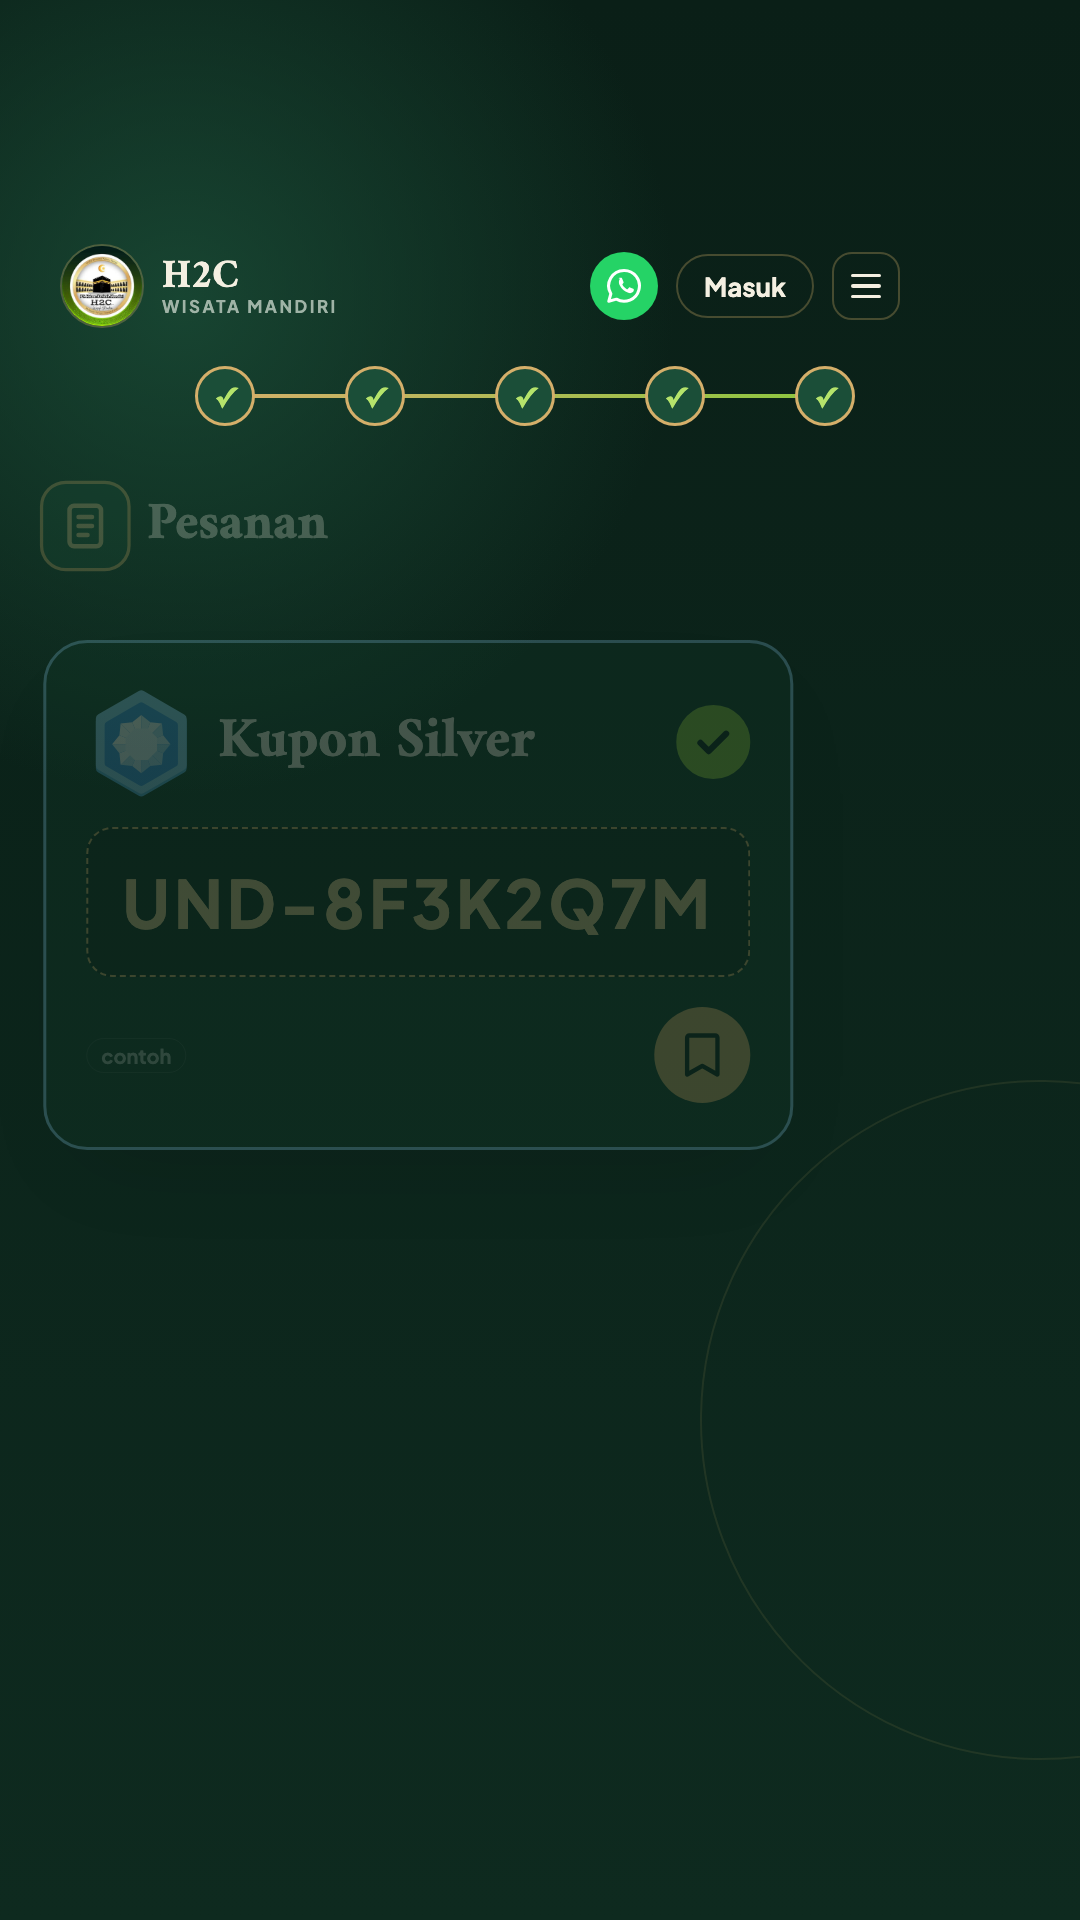 H2C
WISATA MANDIRI
Masuk
Pesanan
Kupon Silver
UND-8F3K2Q7M
contoh